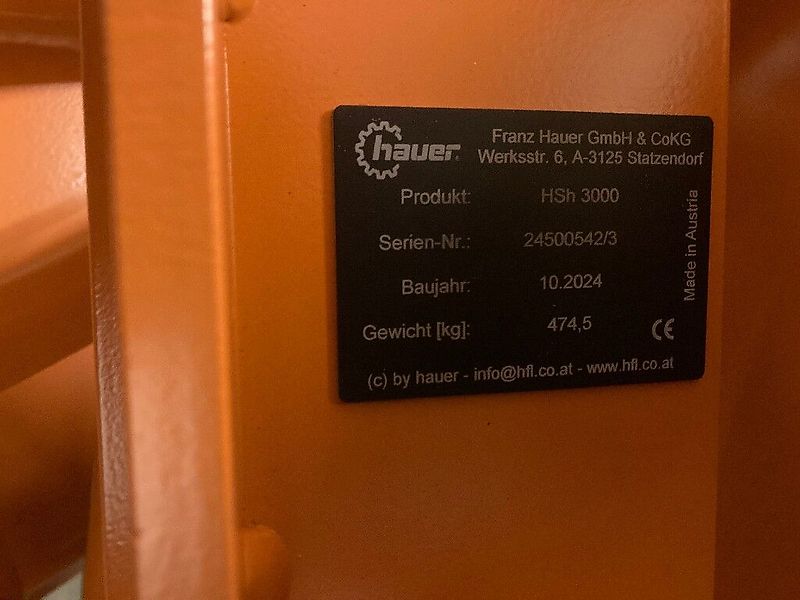 hauer
Franz Hauer GmbH & CoKG
Werksstr. 6, A-3125 Statzendorf
Produkt: HSh 3000
Serien-Nr.: 24500542/3
Baujahr: 10.2024
Gewicht [kg]: 474,5
Made in Austria
CE
(c) by hauer - info@hfl.co.at - www.hfl.co.at